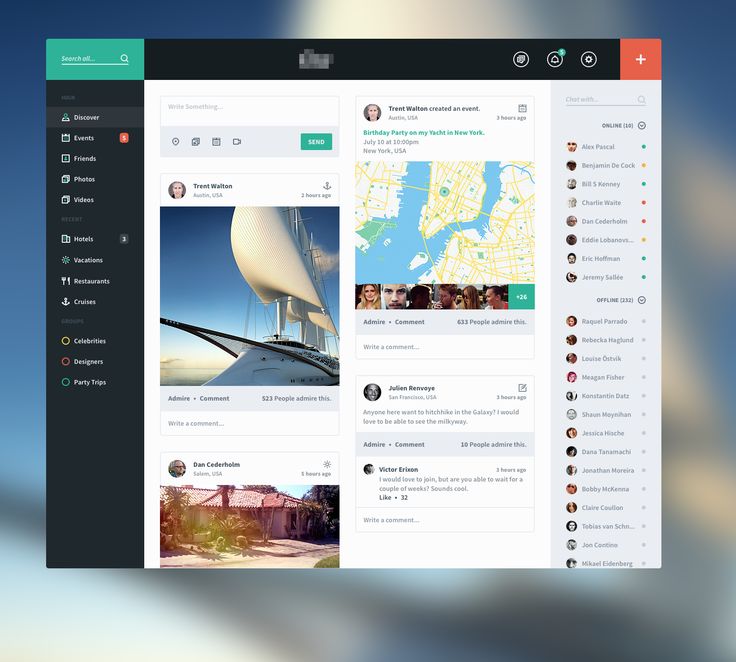 Search all...
5
+
MAIN
Discover
Events 5
Friends
Photos
Videos
RECENT
Hotels 3
Vacations
Restaurants
Cruises
GROUPS
Celebrities
Designers
Party Trips
Write Something...
SEND
Trent Walton
Austin, USA
2 hours ago
Admire • Comment
523 People admire this.
Write a comment...
Dan Cederholm
Salem, USA
5 hours ago
Trent Walton created an event.
Austin, USA
3 hours ago
Birthday Party on my Yacht in New York.
July 10 at 10:00pm
New York, USA
+26
Admire • Comment
633 People admire this.
Write a comment...
Julien Renvoye
San Francisco, USA
3 hours ago
Anyone here want to hitchhike in the Galaxy? I would
love to be able to see the milkyway.
Admire • Comment
10 People admire this.
Victor Erixon
3 hours ago
I would love to join, but are you able to wait for a
couple of weeks? Sounds cool.
Like • 32
Write a comment...
Chat with...
ONLINE (10)
Alex Pascal
Benjamin De Cock
Bill S Kenney
Charlie Waite
Dan Cederholm
Eddie Lobanovs...
Eric Hoffman
Jeremy Sallée
OFFLINE (232)
Raquel Parrado
Rebecka Haglund
Louise Östvik
Meagan Fisher
Konstantin Datz
Shaun Moynihan
Jessica Hische
Dana Tanamachi
Jonathan Moreira
Bobby McKenna
Claire Coullon
Tobias van Schn...
Jon Contino
Mikael Eidenberg